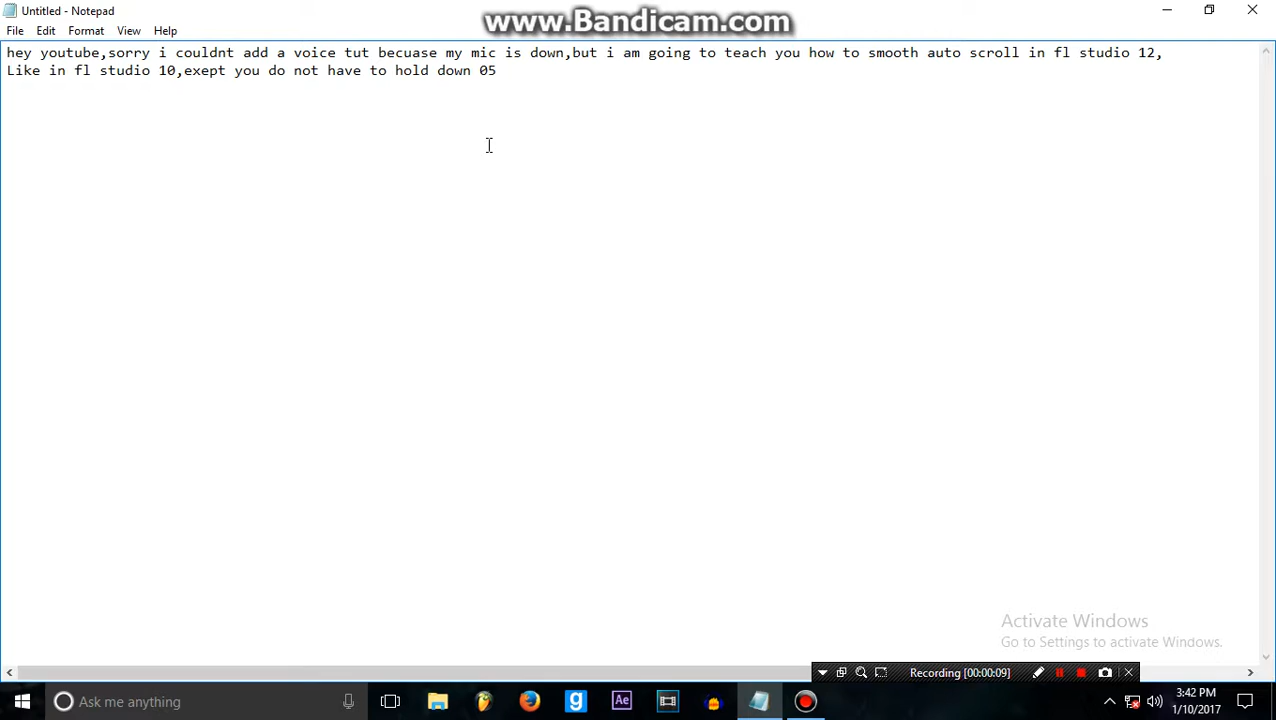 Untitled - Notepad
www.Bandicam.com
File Edit Format View Help
hey youtube,sorry i couldnt add a voice tut becuase my mic is down,but i am going to teach you how to smooth auto scroll in fl studio 12,
Like in fl studio 10,exept you do not have to hold down 05
Activate Windows
Go to Settings to activate Windows.
Recording [00:00:09]
Ask me anything
g
Ae
3:42 PM
1/10/2017